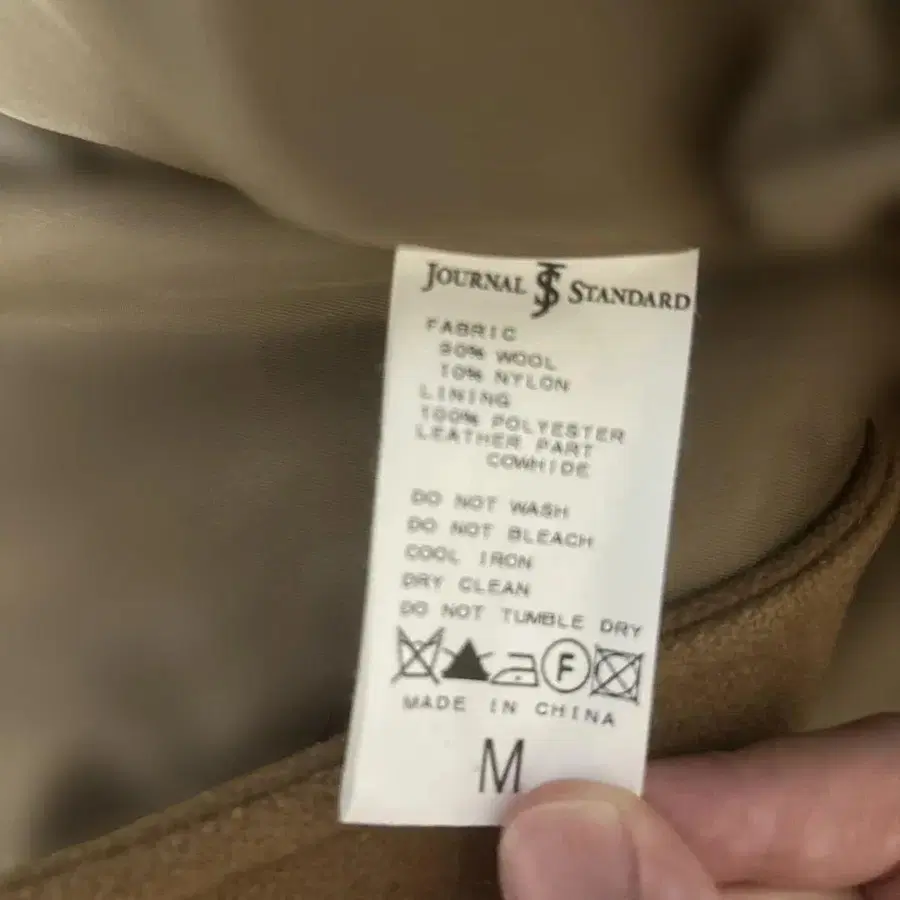 JOURNAL JS STANDARD
FABRIC
90% WOOL
10% NYLON
LINING
100% POLYESTER
LEATHER PART
COWHIDE
DO NOT WASH
DO NOT BLEACH
COOL IRON
DRY CLEAN
DO NOT TUMBLE DRY
F
MADE IN CHINA
M